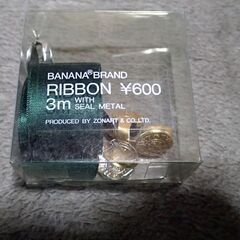 BANANA® BRAND
RIBBON ¥600
3m WITH SEAL METAL
PRODUCED BY ZONART & CO., LTD.